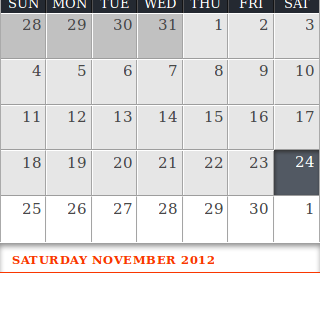 SUN MON TUE WED THU FRI SAT
28 29 30 31 1 2 3
4 5 6 7 8 9 10
11 12 13 14 15 16 17
18 19 20 21 22 23 24
25 26 27 28 29 30 1
SATURDAY NOVEMBER 2012